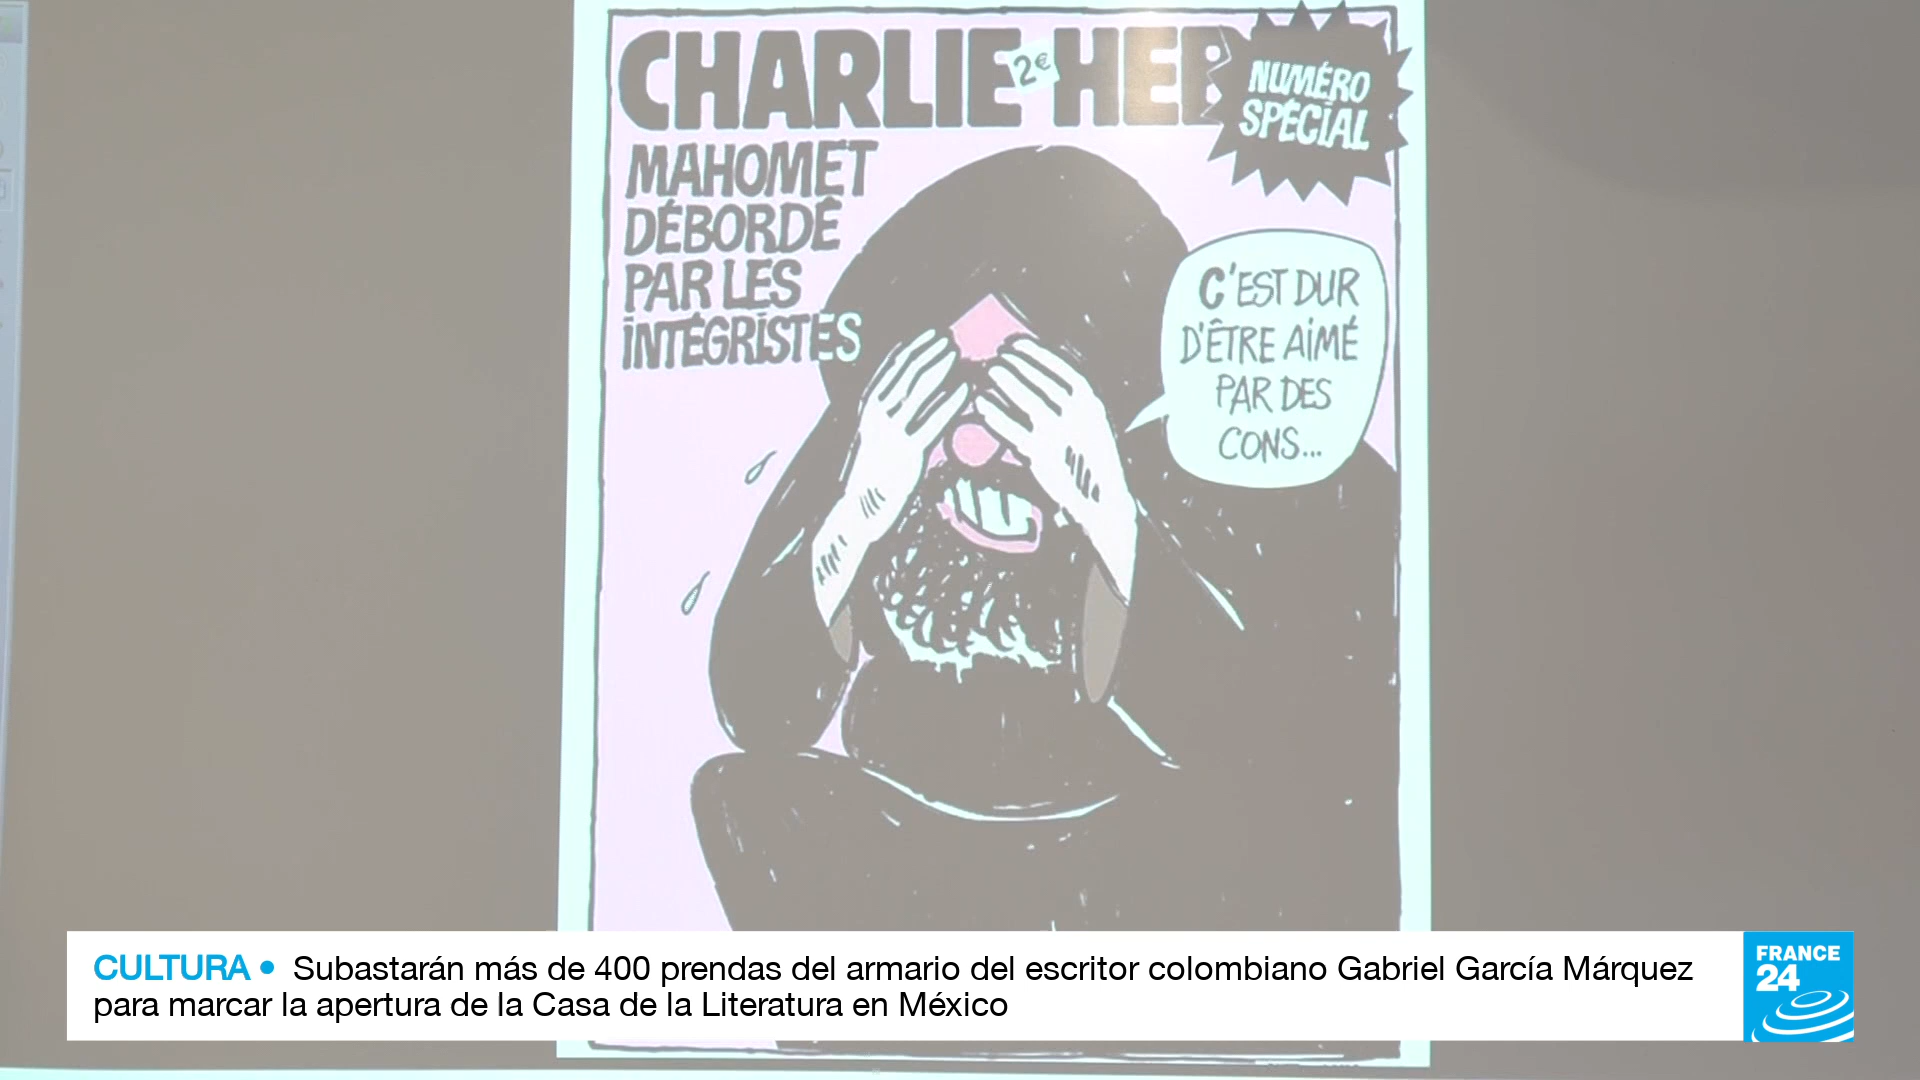 CHARLIE HEB
2€
NUMÉRO
SPÉCIAL
MAHOMET
DÉBORDÉ
PAR LES
INTÉGRISTES
C'EST DUR
D'ÊTRE AIMÉ
PAR DES
CONS...
CULTURA • Subastarán más de 400 prendas del armario del escritor colombiano Gabriel García Márquez
para marcar la apertura de la Casa de la Literatura en México
FRANCE
24